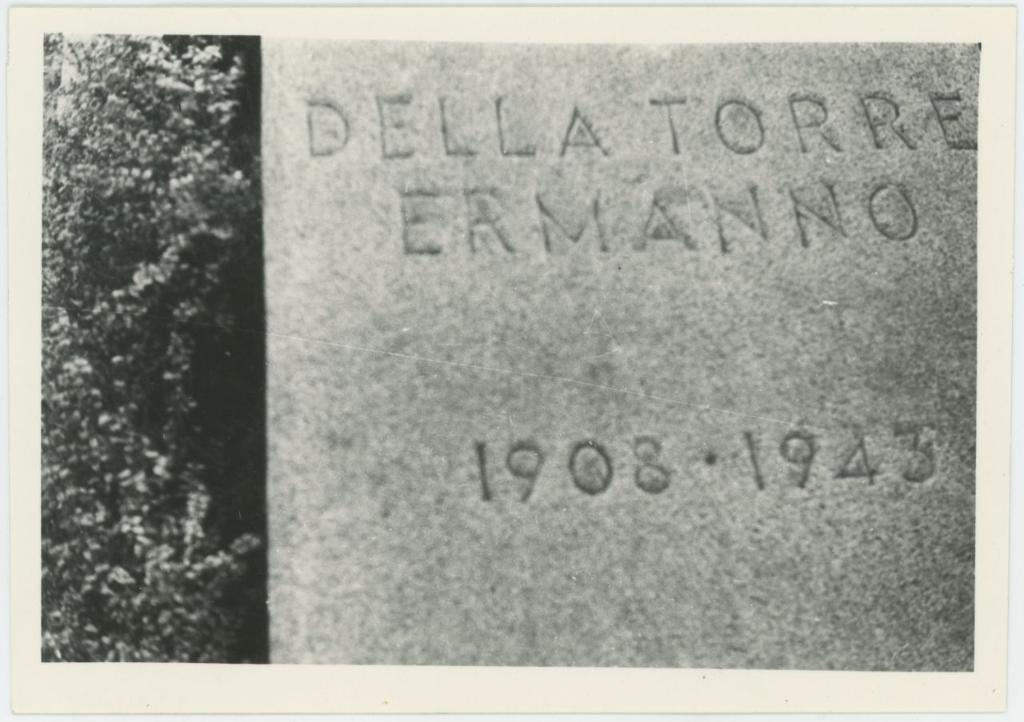 DELLA TORRE
ERMANNO
1908 · 1943